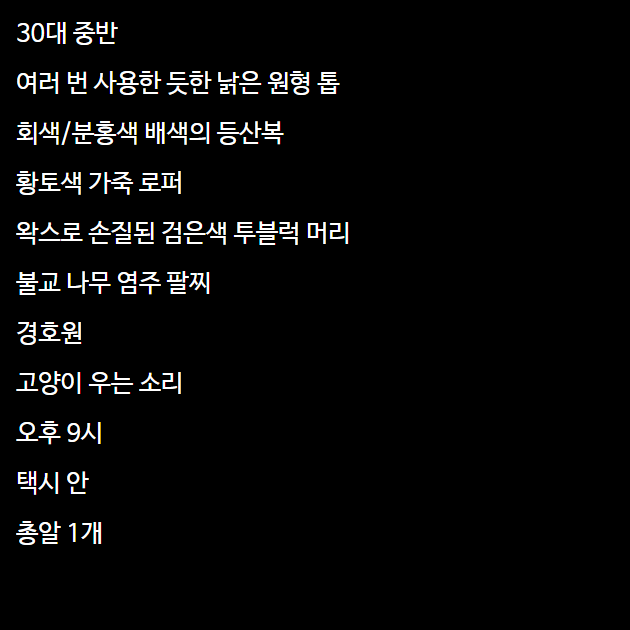 30대 중반
여러 번 사용한 듯한 낡은 원형 톱
회색/분홍색 배색의 등산복
황토색 가죽 로퍼
왁스로 손질된 검은색 투블럭 머리
불교 나무 염주 팔찌
경호원
고양이 우는 소리
오후 9시
택시 안
총알 1개